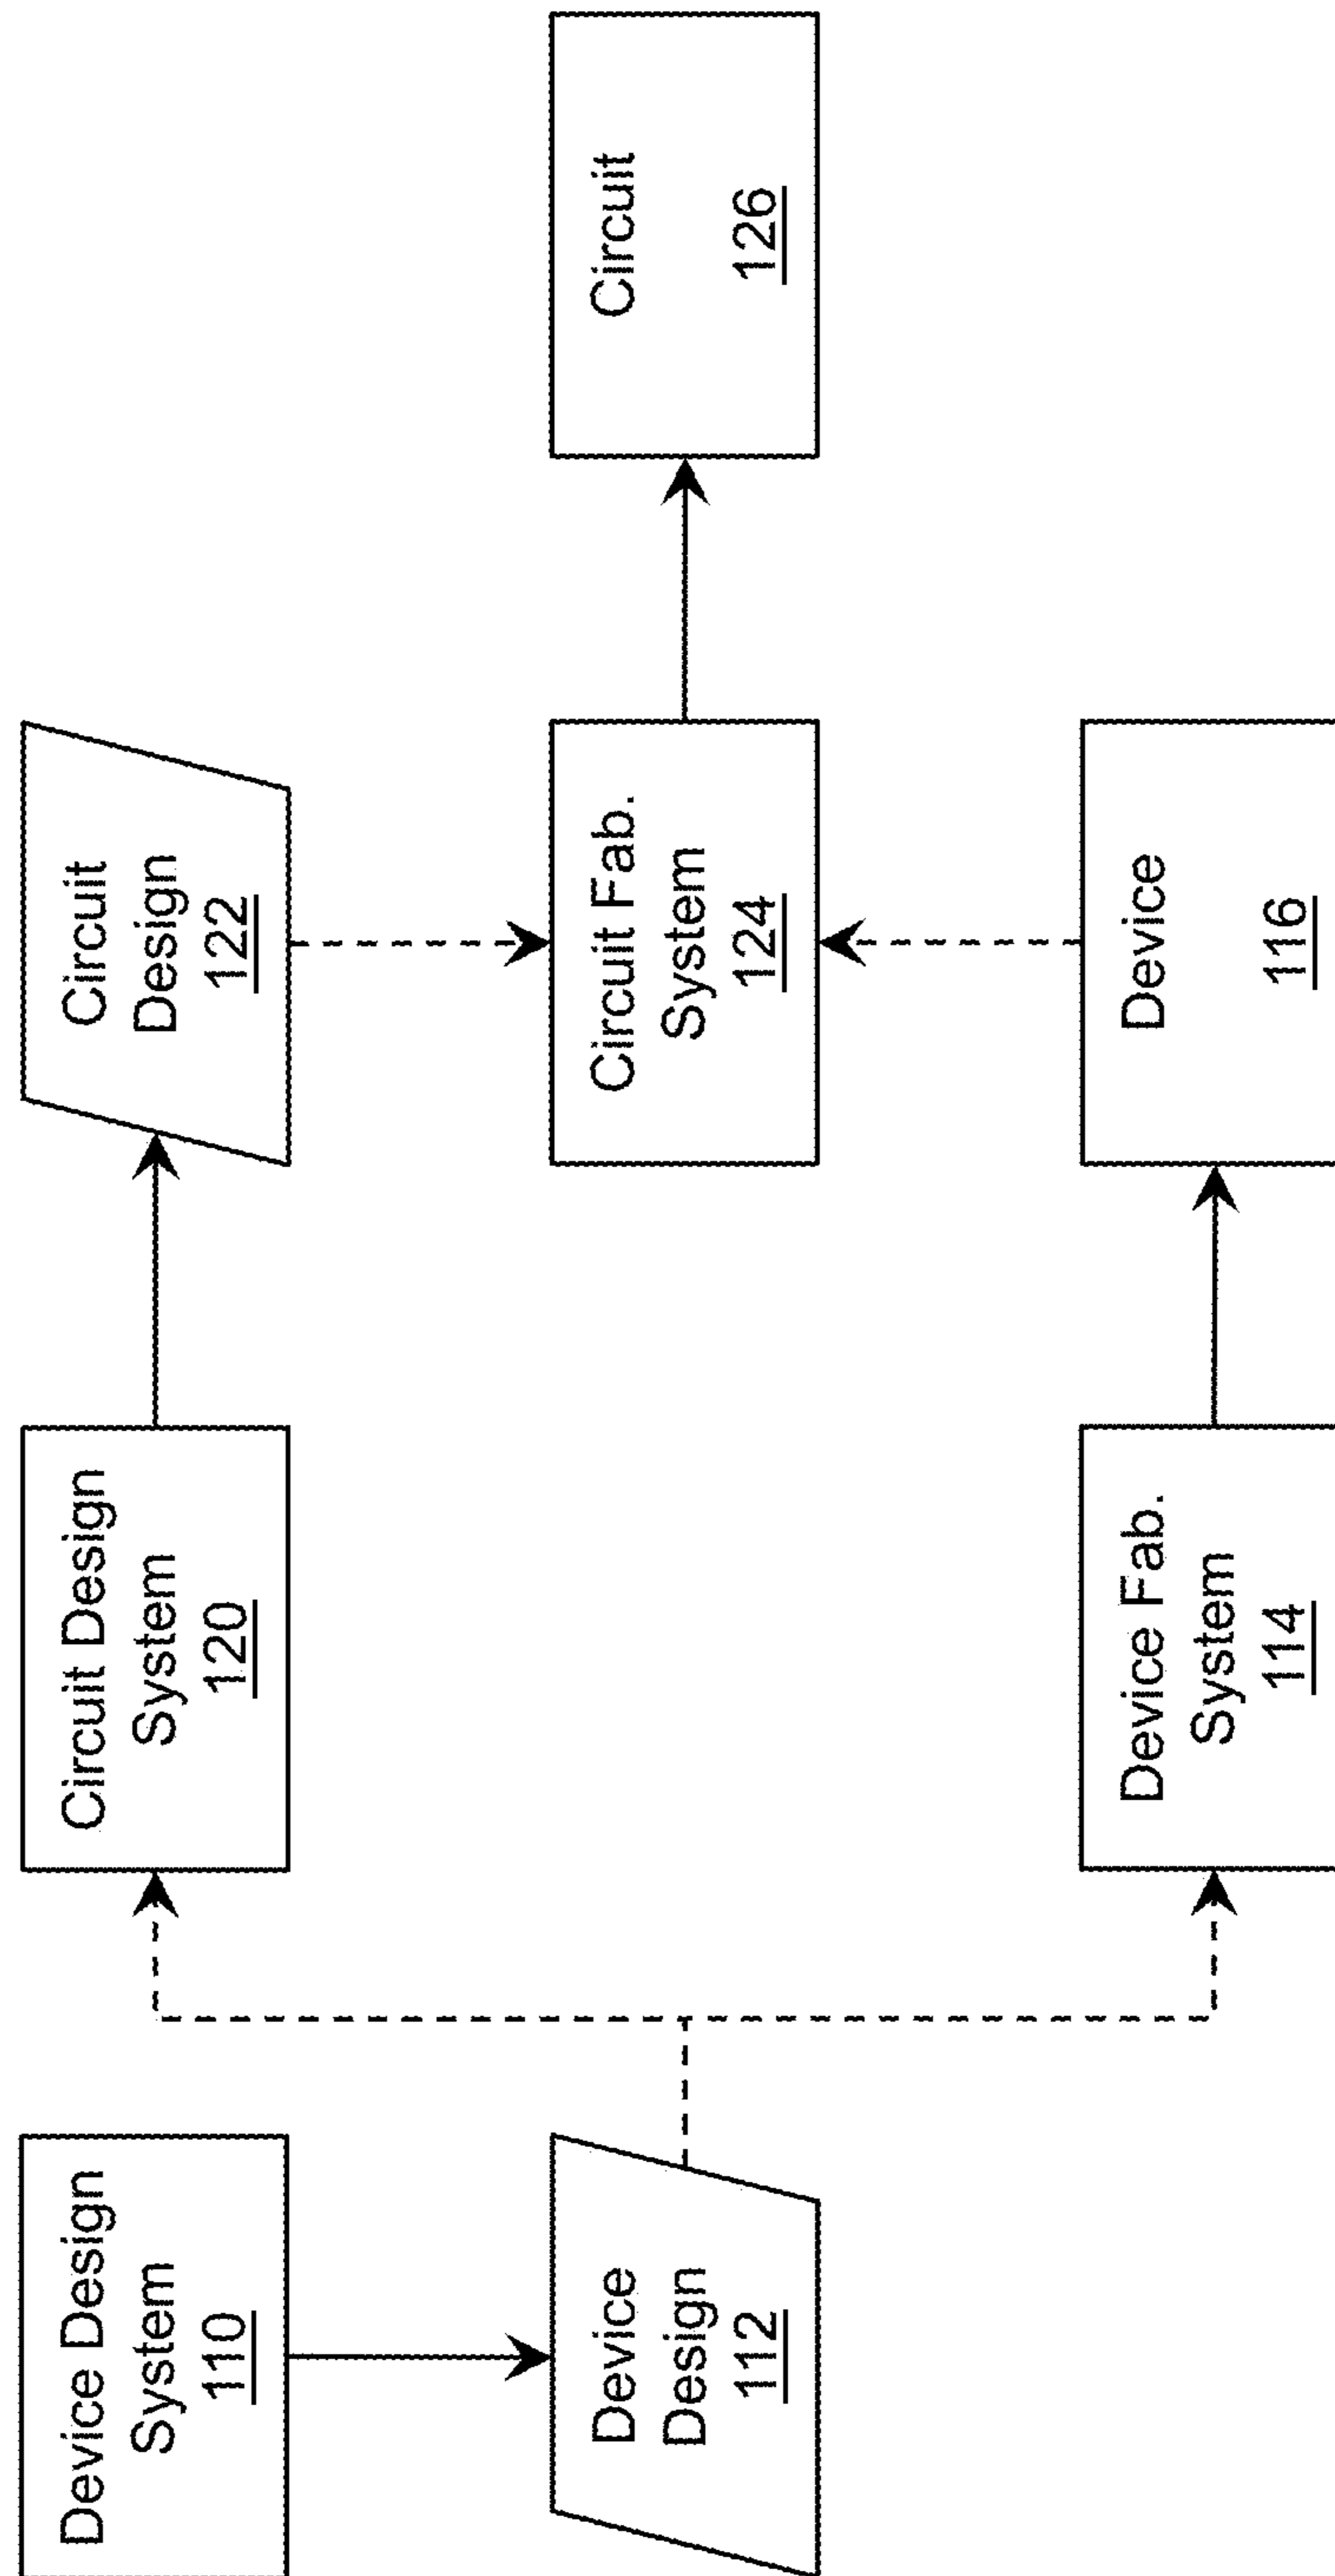 Device Design
System
110
Device
Design
112
Circuit Design
System
120
Device Fab.
System
114
Circuit
Design
122
Circuit Fab.
System
124
Device
116
Circuit
126